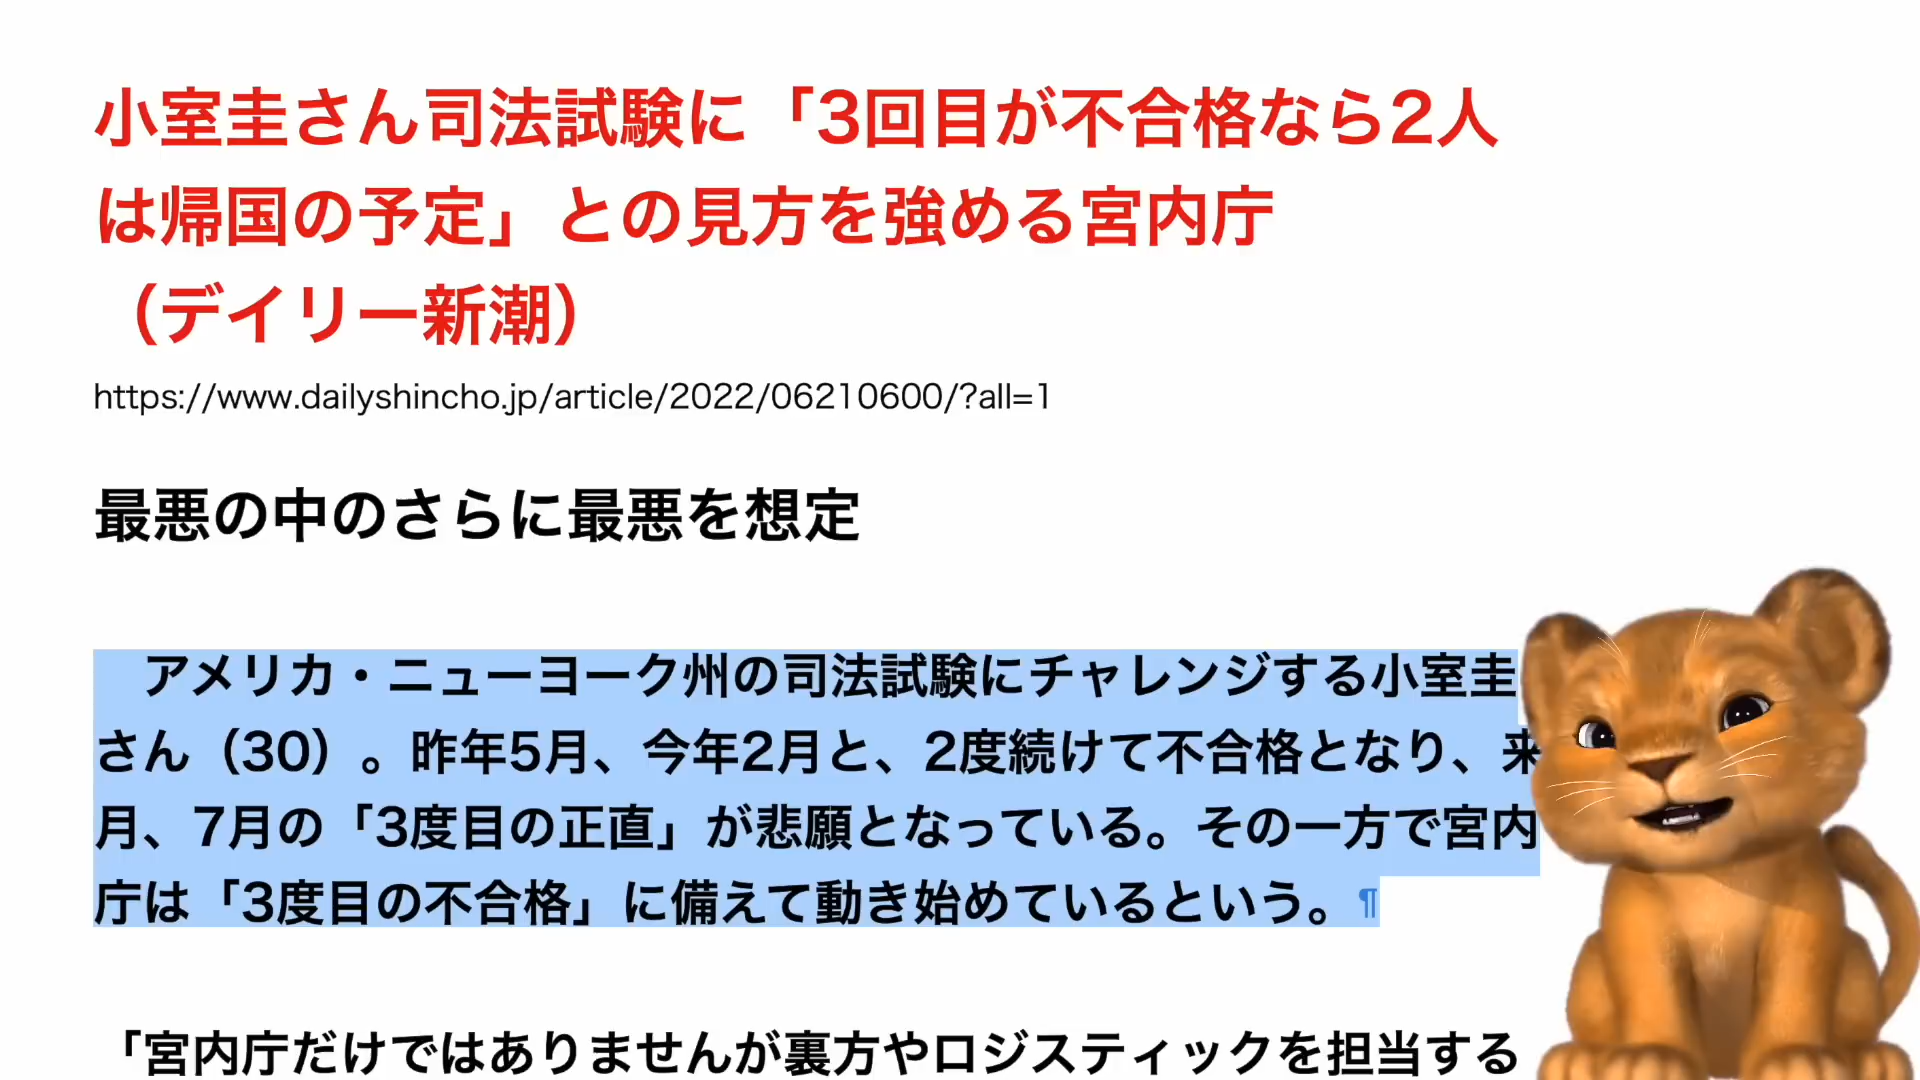 小室圭さん司法試験に「3回目が不合格なら2人
は帰国の予定」との見方を強める宮内庁
（デイリー新潮）
https://www.dailyshincho.jp/article/2022/06210600/?all=1
最悪の中のさらに最悪を想定
アメリカ・ニューヨーク州の司法試験にチャレンジする小室圭
さん（30）。昨年5月、今年2月と、2度続けて不合格となり、来
月、7月の「3度目の正直」が悲願となっている。その一方で宮内
庁は「3度目の不合格」に備えて動き始めているという。¶
「宮内庁だけではありませんが裏方やロジスティックを担当する